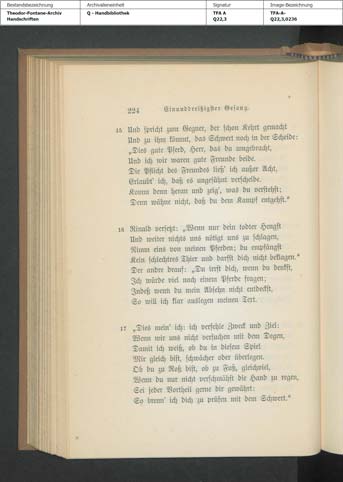 Bestandsbezeichnung
Archivalieneinheit
Signatur
Image-Bezeichnung
Theodor-Fontane-Archiv
Handschriften
Q - Handbibliothek
TFA A
Q22,3
TFA-A-
Q22,3,0236
224 Einunddreißigster Gesang.
15 Und spricht zum Gegner, der schon Kehrt gemacht
Und zu ihm kömmt, das Schwert noch in der Scheide:
„Dies gute Pferd, Herr, das du umgebracht,
Und ich wir waren gute Freunde beide.
Die Pflicht des Freundes ließ' ich außer Acht,
Erlaubt' ich, daß es ungesühnt verscheide.
Komm denn heran und zeig', was du verstehst;
Denn wähne nicht, daß du dem Kampf entgehst.“
16 Rinald versetzt: „Wenn nur dein todter Hengst
Und weiter nichts uns nötigt uns zu schlagen,
Nimm eins von meinen Pferden; du empfängst
Kein schlechtres Thier und darfst dich nicht beklagen.“
Der andre drauf: „Du irrst dich, wenn du denkst,
Ich würde viel nach einem Pferde fragen;
Indeß wenn du mein Absehn nicht entdeckst,
So will ich klar auslegen meinen Text.
17 „Dies mein' ich: ich verfehle Zweck und Ziel:
Wenn wir uns nicht versuchen mit dem Degen,
Damit ich weiß, ob du in diesem Spiel
Mir gleich bist, schwächer oder überlegen.
Ob du zu Roß bist, ob zu Fuß, gleichviel,
Wenn du nur nicht verschmähst die Hand zu regen,
Sei jeder Vortheil gerne dir gewährt:
So brenn' ich dich zu prüfen mit dem Schwert.“